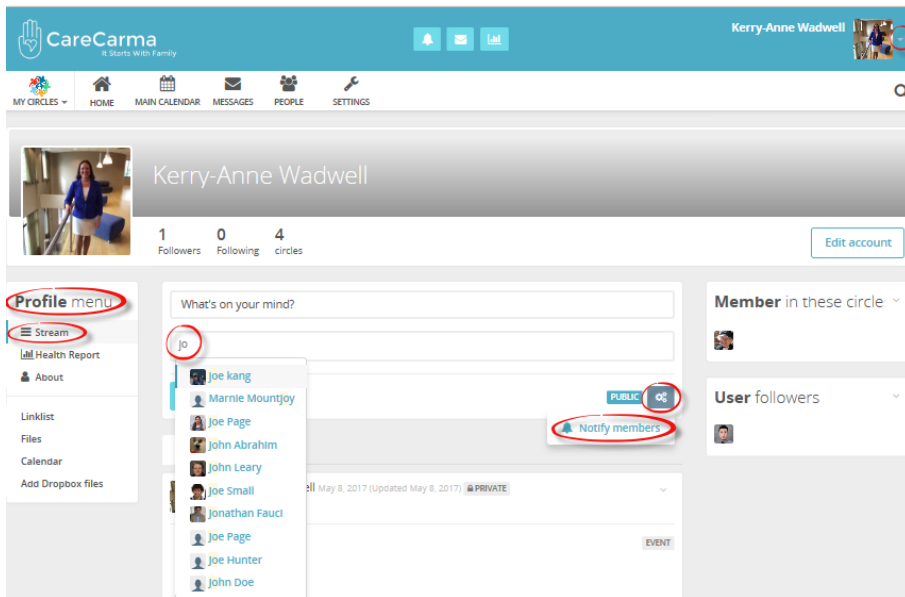 CareCarma
It Starts With Family
Kerry-Anne Wadwell
MY CIRCLES
HOME
MAIN CALENDAR
MESSAGES
PEOPLE
SETTINGS
Kerry-Anne Wadwell
1 0 4
Followers Following circles
Edit account
Profile menu
Stream
Health Report
About
Linklist
Files
Calendar
Add Dropbox files
What's on your mind?
jo
Joe kang
Marnie Mountjoy
Joe Page
John Abrahim
John Leary
Joe Small
Jonathan Fauci
Joe Page
Joe Hunter
John Doe
PUBLIC
Notify members
ell May 8, 2017 (Updated May 8, 2017) PRIVATE
EVENT
Member in these circle
User followers